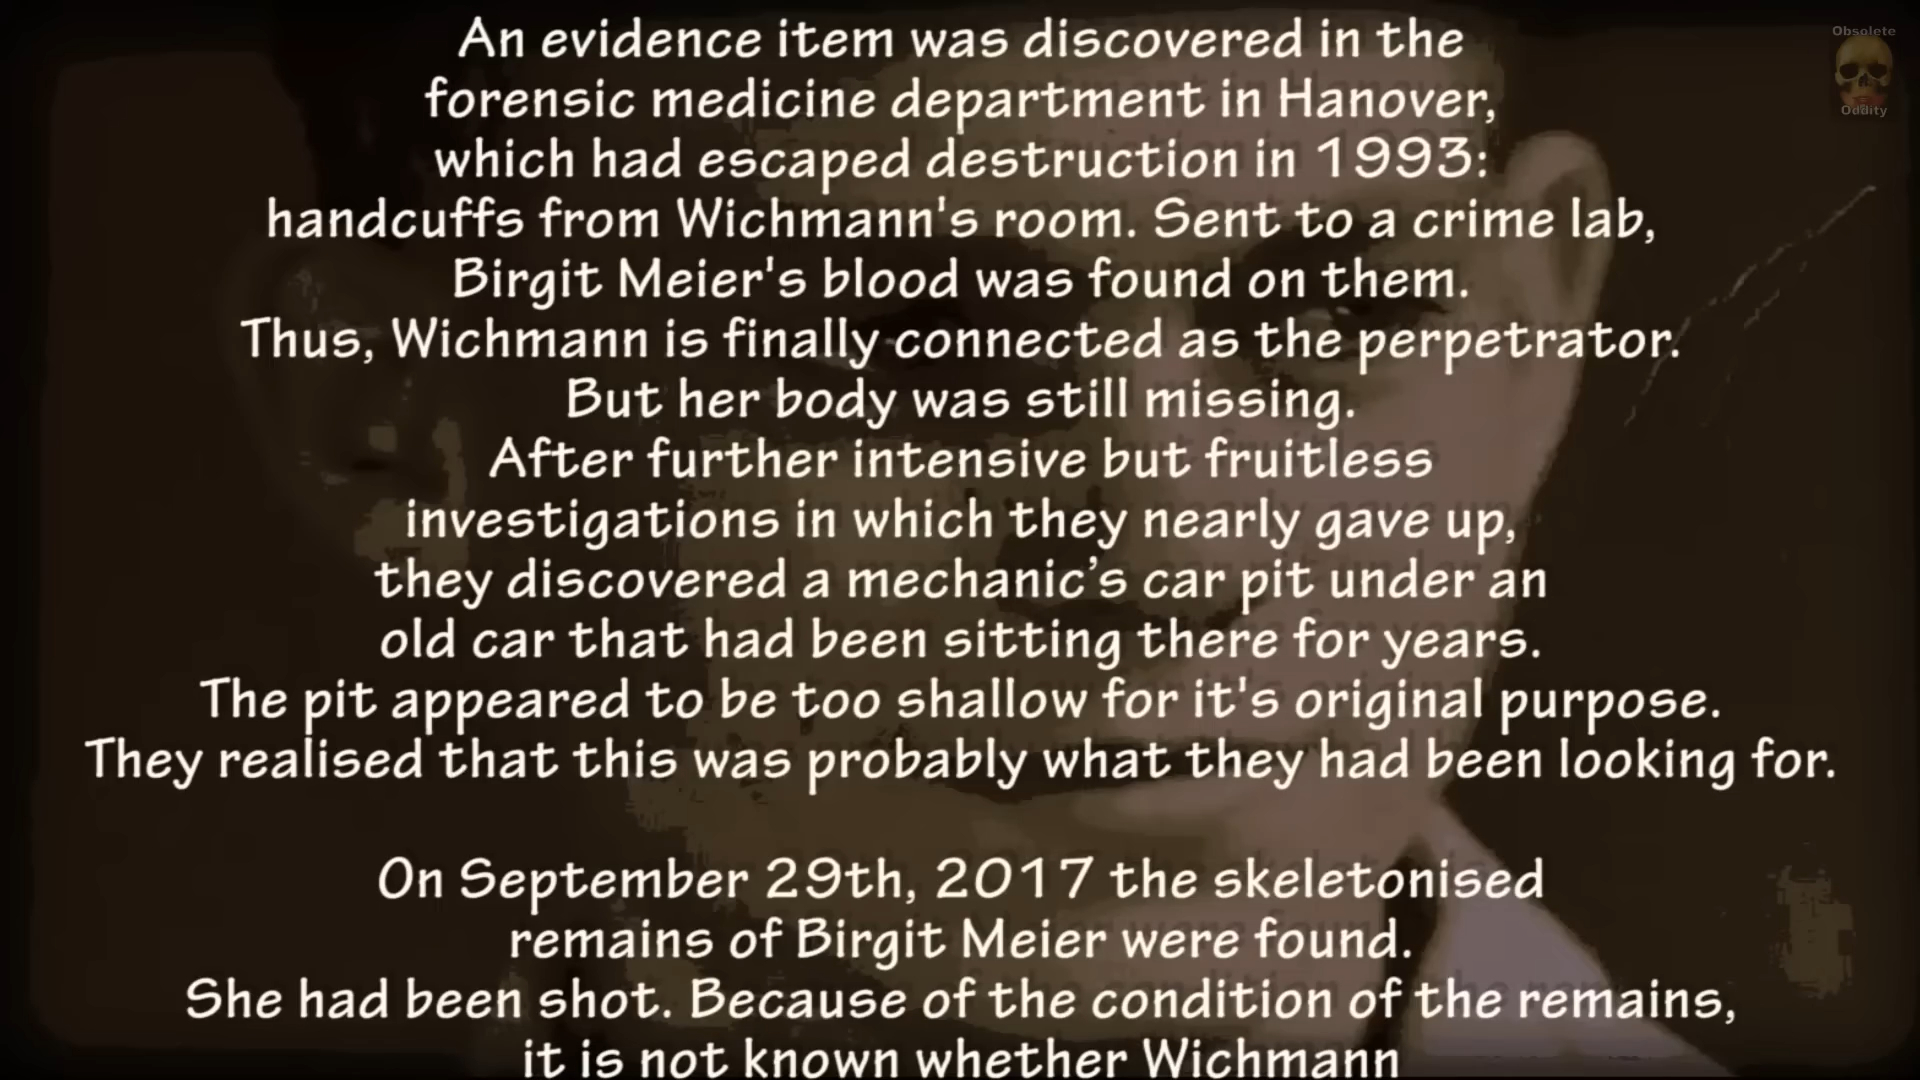 An evidence item was discovered in the
forensic medicine department in Hanover,
which had escaped destruction in 1993:
handcuffs from Wichmann's room. Sent to a crime lab,
Birgit Meier's blood was found on them.
Thus, Wichmann is finally connected as the perpetrator.
But her body was still missing.
After further intensive but fruitless
investigations in which they nearly gave up,
they discovered a mechanic’s car pit under an
old car that had been sitting there for years.
The pit appeared to be too shallow for it's original purpose.
They realised that this was probably what they had been looking for.
On September 29th, 2017 the skeletonised
remains of Birgit Meier were found.
She had been shot. Because of the condition of the remains,
it is not known whether Wichmann
Obsolete
Oddity